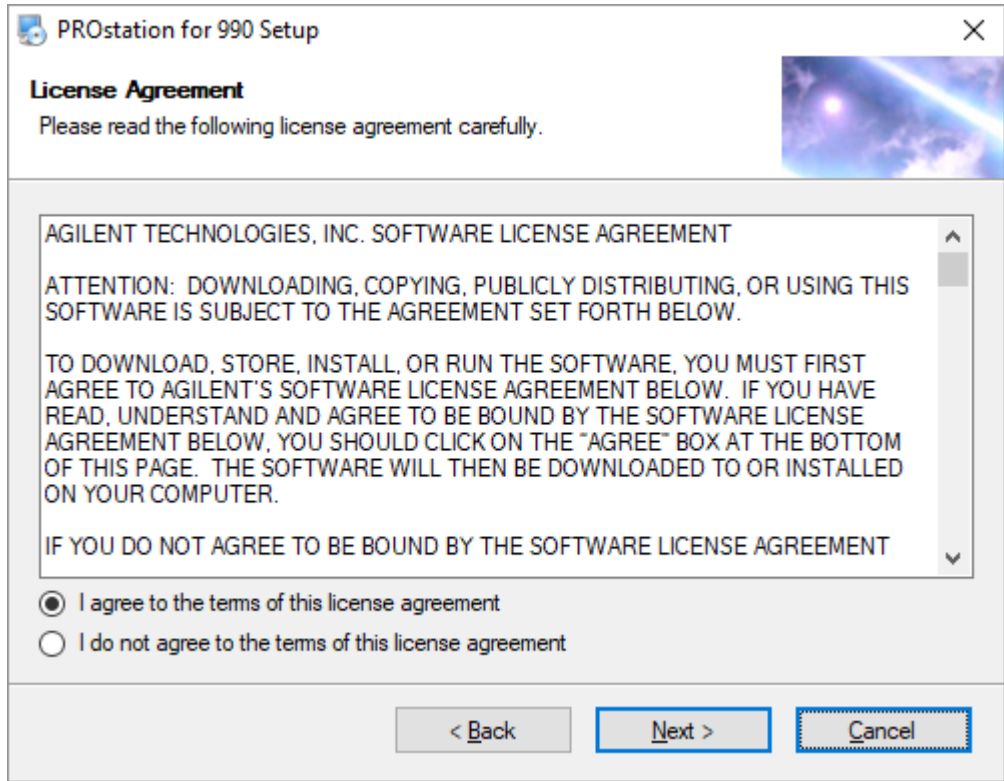 PROstation for 990 Setup
License Agreement
Please read the following license agreement carefully.
AGILENT TECHNOLOGIES, INC. SOFTWARE LICENSE AGREEMENT
ATTENTION:  DOWNLOADING, COPYING, PUBLICLY DISTRIBUTING, OR USING THIS
SOFTWARE IS SUBJECT TO THE AGREEMENT SET FORTH BELOW.
TO DOWNLOAD, STORE, INSTALL, OR RUN THE SOFTWARE, YOU MUST FIRST
AGREE TO AGILENT'S SOFTWARE LICENSE AGREEMENT BELOW.  IF YOU HAVE
READ, UNDERSTAND AND AGREE TO BE BOUND BY THE SOFTWARE LICENSE
AGREEMENT BELOW, YOU SHOULD CLICK ON THE “AGREE” BOX AT THE BOTTOM
OF THIS PAGE.  THE SOFTWARE WILL THEN BE DOWNLOADED TO OR INSTALLED
ON YOUR COMPUTER.
IF YOU DO NOT AGREE TO BE BOUND BY THE SOFTWARE LICENSE AGREEMENT
I agree to the terms of this license agreement
I do not agree to the terms of this license agreement
< Back
Next >
Cancel